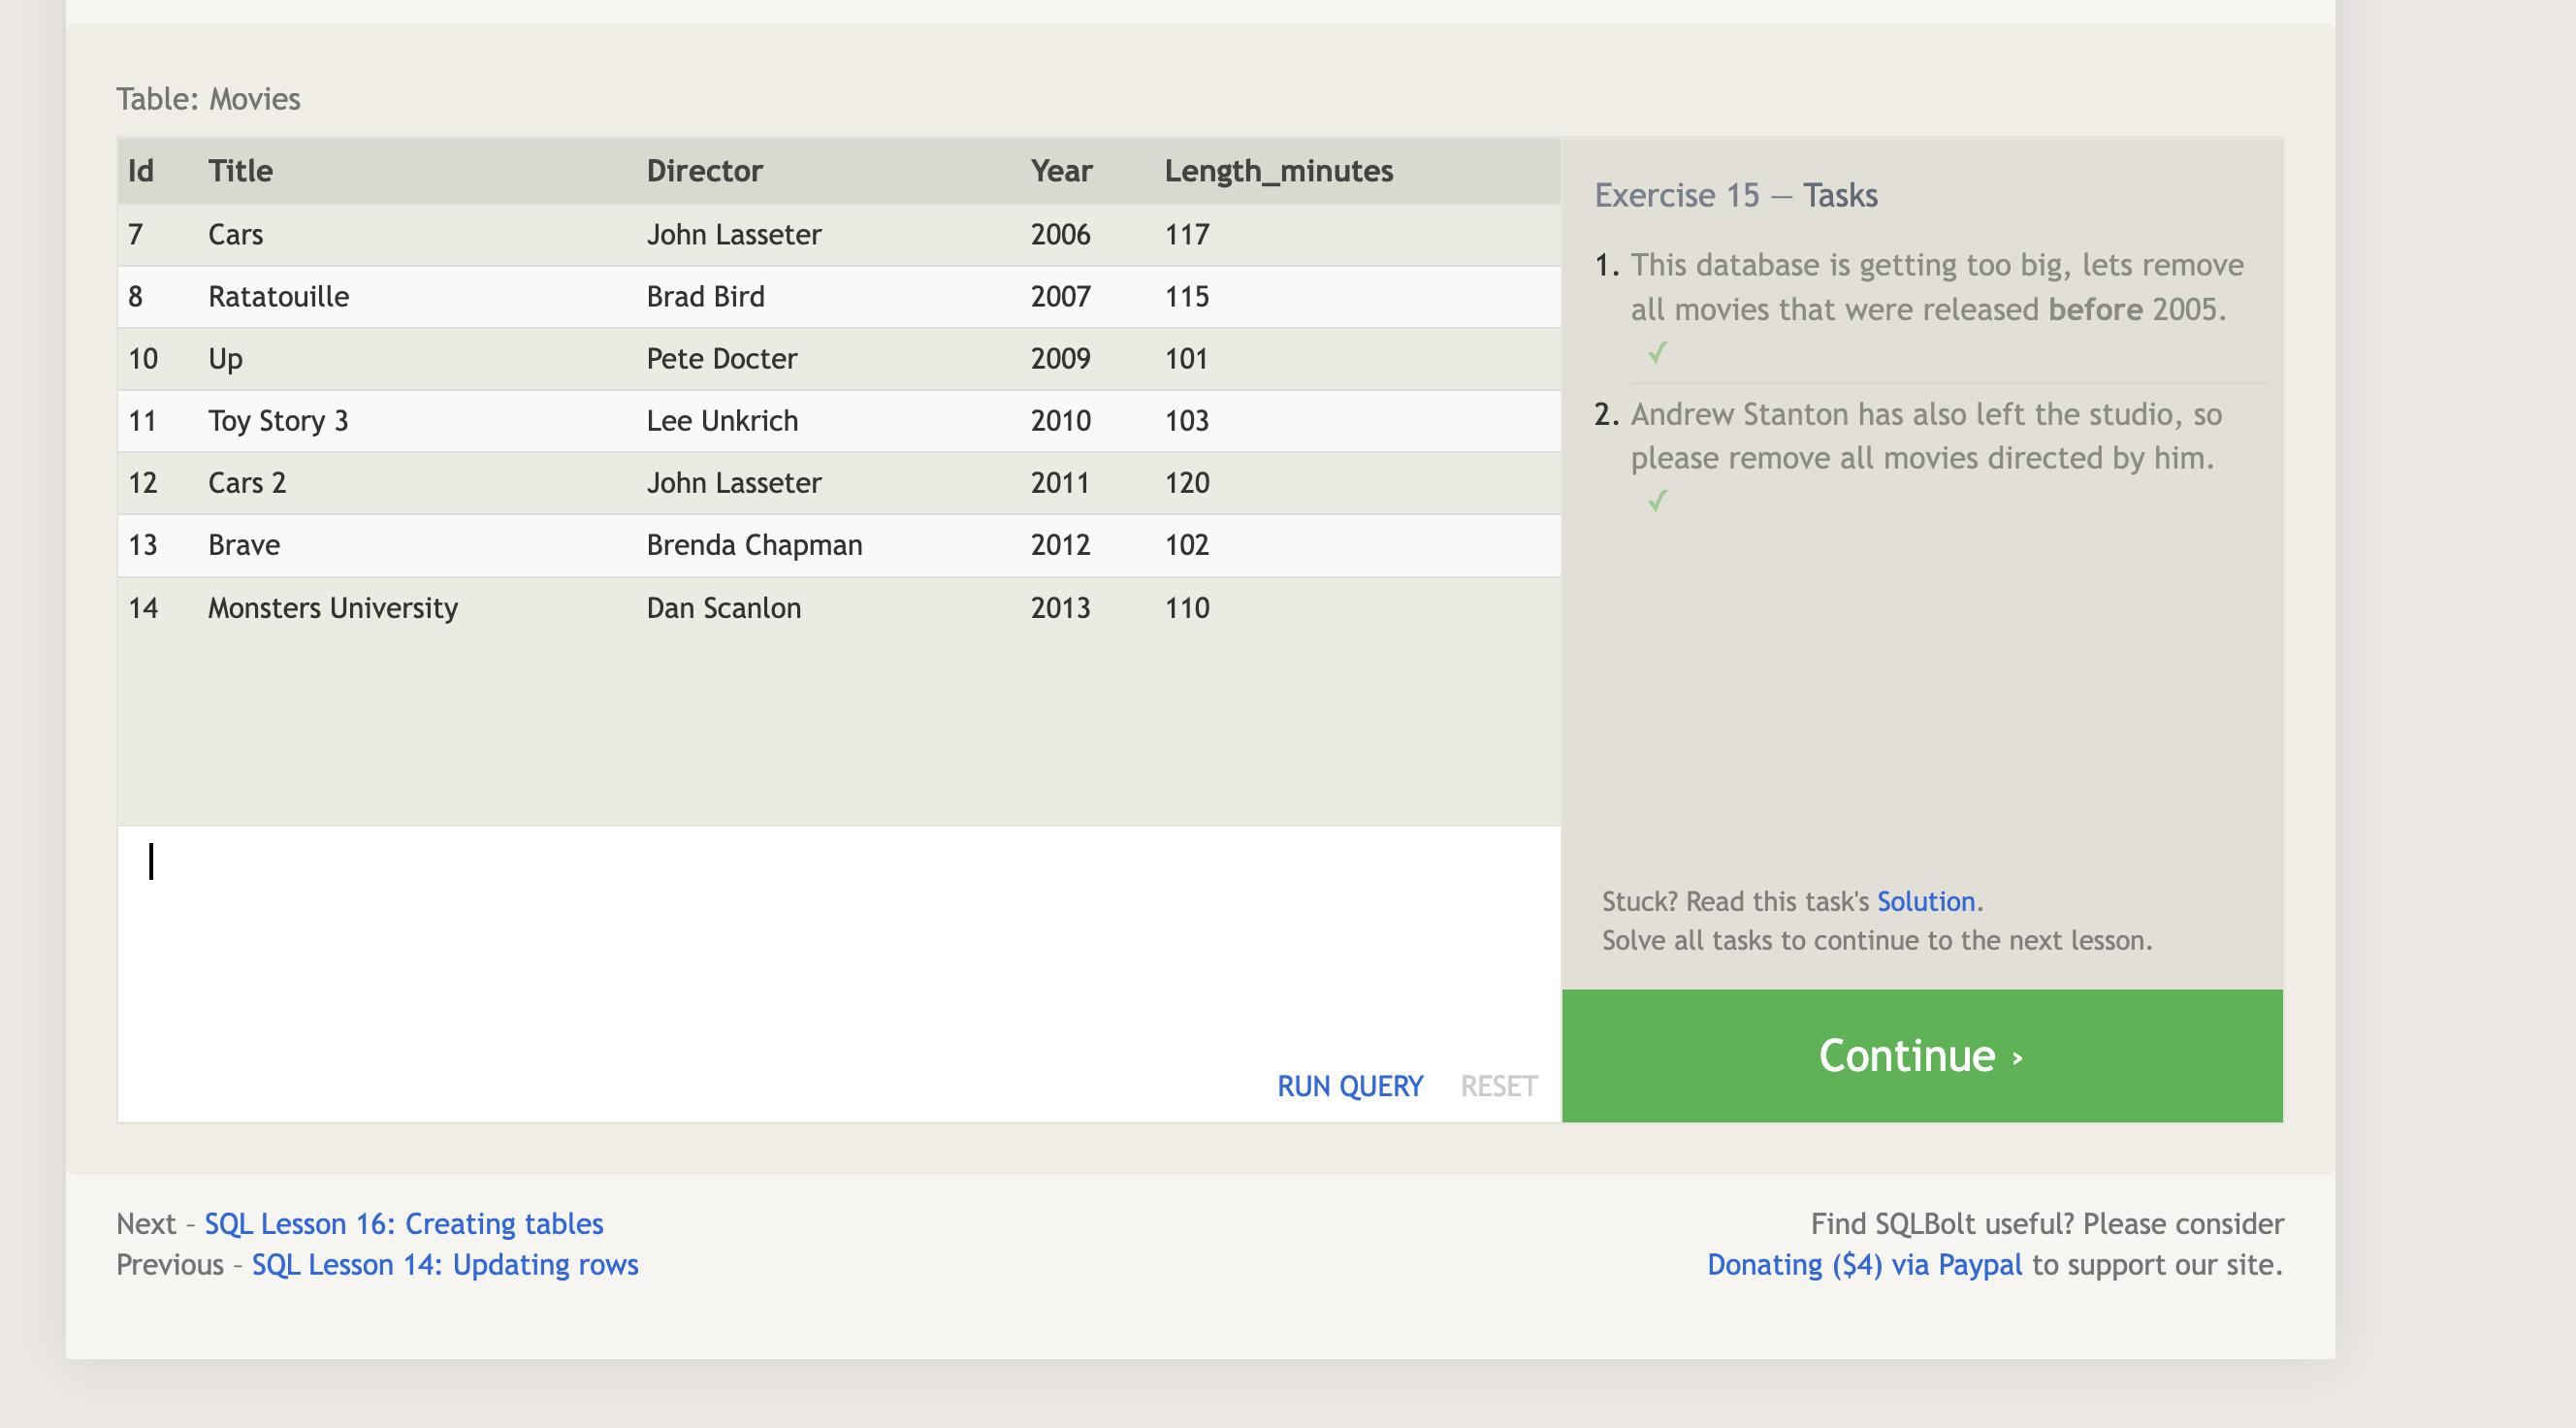 Table: Movies
Id Title Director Year Length_minutes
7 Cars John Lasseter 2006 117
8 Ratatouille Brad Bird 2007 115
10 Up Pete Docter 2009 101
11 Toy Story 3 Lee Unkrich 2010 103
12 Cars 2 John Lasseter 2011 120
13 Brave Brenda Chapman 2012 102
14 Monsters University Dan Scanlon 2013 110
RUN QUERY RESET
Exercise 15 — Tasks
1. This database is getting too big, lets remove
all movies that were released before 2005.
✓
2. Andrew Stanton has also left the studio, so
please remove all movies directed by him.
✓
Stuck? Read this task's Solution.
Solve all tasks to continue to the next lesson.
Continue ›
Next – SQL Lesson 16: Creating tables
Previous – SQL Lesson 14: Updating rows
Find SQLBolt useful? Please consider
Donating ($4) via Paypal to support our site.